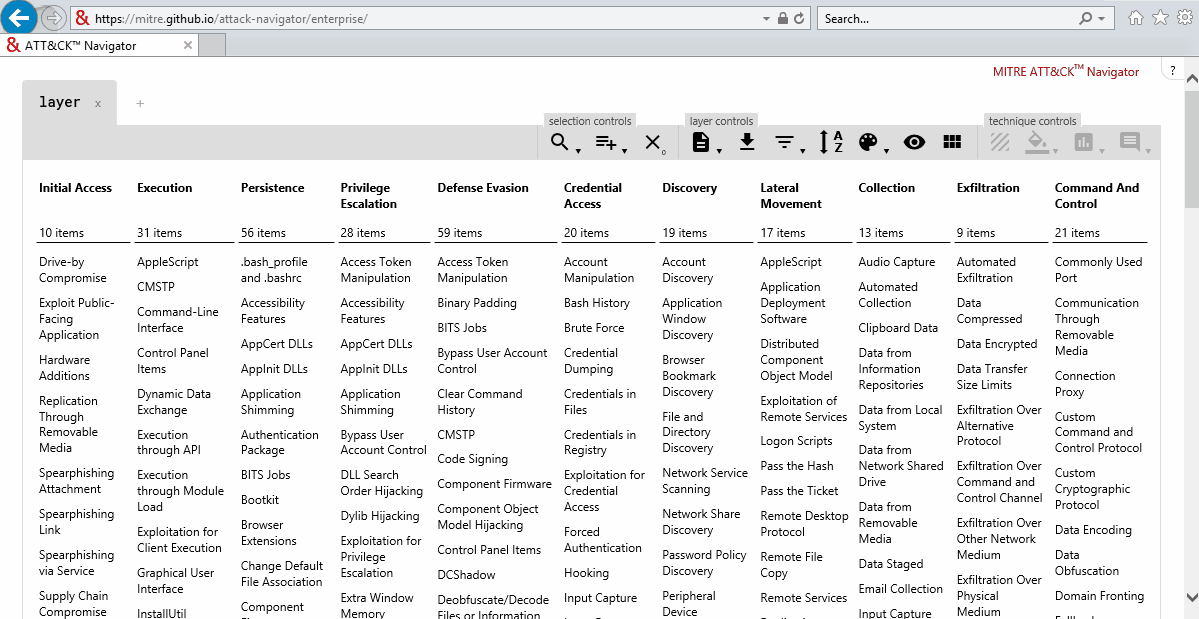 https://mitre.github.io/attack-navigator/enterprise/
Search...
ATT&CK™ Navigator
MITRE ATT&CK™ Navigator
?
layer x +
selection controls
layer controls
technique controls
0
A
Z
Initial Access
10 items
Drive-by
Compromise
Exploit Public-
Facing
Application
Hardware
Additions
Replication
Through
Removable
Media
Spearphishing
Attachment
Spearphishing
Link
Spearphishing
via Service
Supply Chain
Compromise
Execution
31 items
AppleScript
CMSTP
Command-Line
Interface
Control Panel
Items
Dynamic Data
Exchange
Execution
through API
Execution
through Module
Load
Exploitation for
Client Execution
Graphical User
Interface
InstallUtil
Persistence
56 items
.bash_profile
and .bashrc
Accessibility
Features
AppCert DLLs
AppInit DLLs
Application
Shimming
Authentication
Package
BITS Jobs
Bootkit
Browser
Extensions
Change Default
File Association
Component
Privilege
Escalation
28 items
Access Token
Manipulation
Accessibility
Features
AppCert DLLs
AppInit DLLs
Application
Shimming
Bypass User
Account Control
DLL Search
Order Hijacking
Dylib Hijacking
Exploitation for
Privilege
Escalation
Extra Window
Memory
Defense Evasion
59 items
Access Token
Manipulation
Binary Padding
BITS Jobs
Bypass User Account
Control
Clear Command
History
CMSTP
Code Signing
Component Firmware
Component Object
Model Hijacking
Control Panel Items
DCShadow
Deobfuscate/Decode
Files or Information
Credential
Access
20 items
Account
Manipulation
Bash History
Brute Force
Credential
Dumping
Credentials in
Files
Credentials in
Registry
Exploitation for
Credential
Access
Forced
Authentication
Hooking
Input Capture
Discovery
19 items
Account
Discovery
Application
Window
Discovery
Browser
Bookmark
Discovery
File and
Directory
Discovery
Network Service
Scanning
Network Share
Discovery
Password Policy
Discovery
Peripheral
Device
Lateral
Movement
17 items
AppleScript
Application
Deployment
Software
Distributed
Component
Object Model
Exploitation of
Remote Services
Logon Scripts
Pass the Hash
Pass the Ticket
Remote Desktop
Protocol
Remote File
Copy
Remote Services
Collection
13 items
Audio Capture
Automated
Collection
Clipboard Data
Data from
Information
Repositories
Data from Local
System
Data from
Network Shared
Drive
Data from
Removable
Media
Data Staged
Email Collection
Input Capture
Exfiltration
9 items
Automated
Exfiltration
Data
Compressed
Data Encrypted
Data Transfer
Size Limits
Exfiltration Over
Alternative
Protocol
Exfiltration Over
Command and
Control Channel
Exfiltration Over
Other Network
Medium
Exfiltration Over
Physical
Medium
Command And
Control
21 items
Commonly Used
Port
Communication
Through
Removable
Media
Connection
Proxy
Custom
Command and
Control Protocol
Custom
Cryptographic
Protocol
Data Encoding
Data
Obfuscation
Domain Fronting